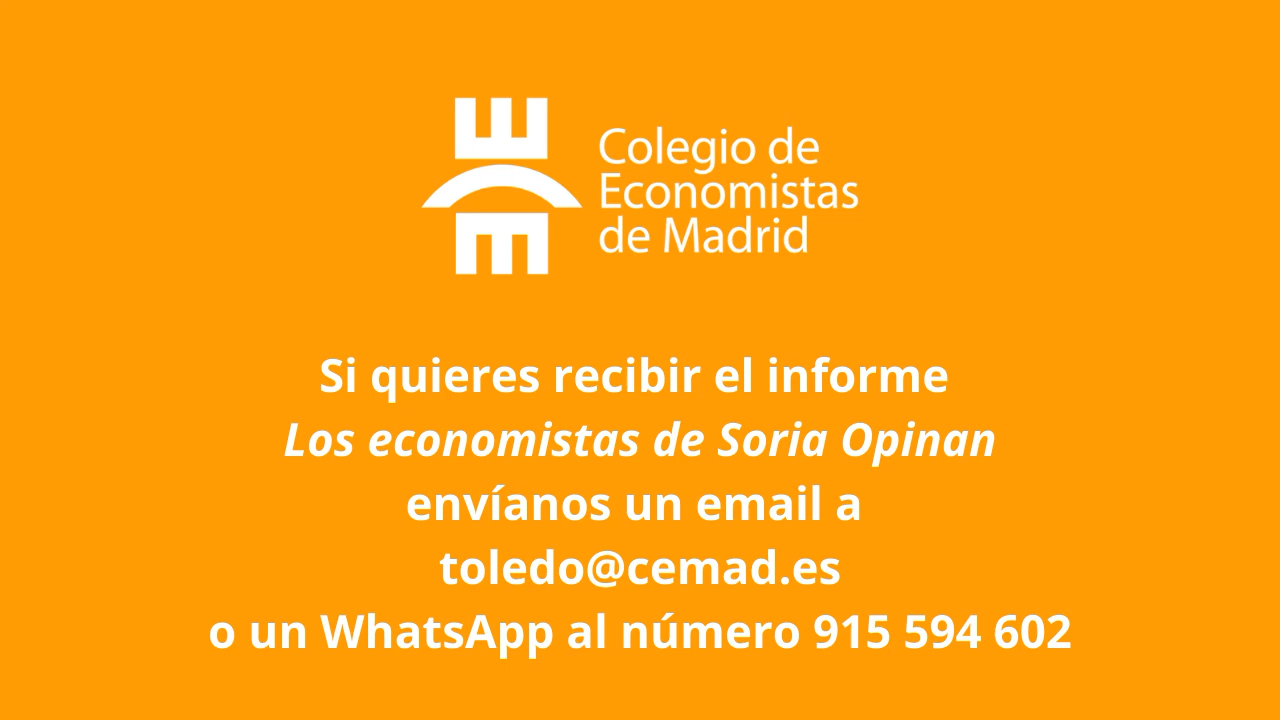 Colegio de
Economistas
de Madrid
Si quieres recibir el informe
Los economistas de Soria Opinan
envíanos un email a
toledo@cemad.es
o un WhatsApp al número 915 594 602